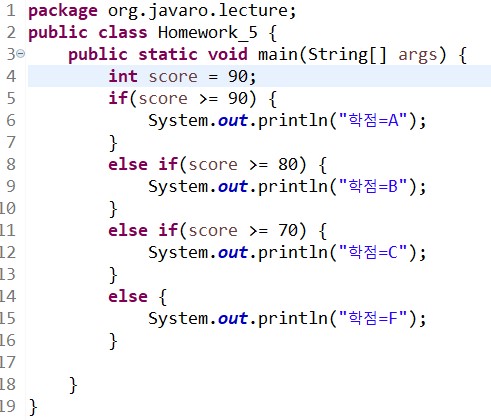 1 package org.javaro.lecture;
2 public class Homework_5 {
3 public static void main(String[] args) {
4 int score = 90;
5 if(score >= 90) {
6 System.out.println("학점=A");
7 }
8 else if(score >= 80) {
9 System.out.println("학점=B");
10 }
11 else if(score >= 70) {
12 System.out.println("학점=C");
13 }
14 else {
15 System.out.println("학점=F");
16 }
17
18 }
19 }